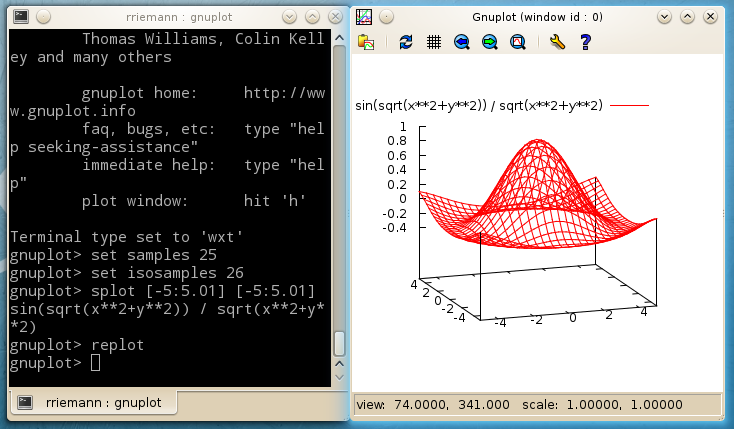 rriemann : gnuplot
Thomas Williams, Colin Kell
ey and many others
gnuplot home:     http://ww
w.gnuplot.info
faq, bugs, etc:   type "hel
p seeking-assistance"
immediate help:   type "hel
p"
plot window:      hit 'h'
Terminal type set to 'wxt'
gnuplot> set samples 25
gnuplot> set isosamples 26
gnuplot> splot [-5:5.01] [-5:5.01]
sin(sqrt(x**2+y**2)) / sqrt(x**2+y*
*2)
gnuplot> replot
gnuplot>
rriemann : gnuplot
Gnuplot (window id : 0)
sin(sqrt(x**2+y**2)) / sqrt(x**2+y**2)
1
0.8
0.6
0.4
0.2
0
-0.2
-0.4
4
2
0
-2
-4
-4
-2
0
2
4
view:  74.0000,  341.000   scale:  1.00000,  1.00000